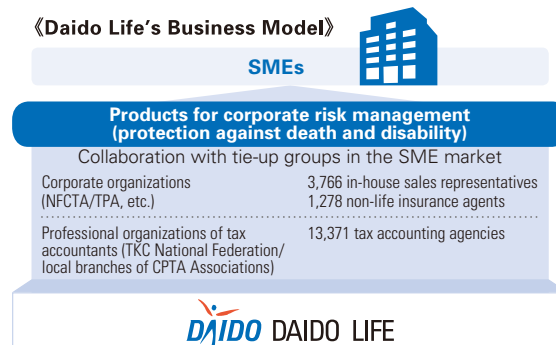 《Daido Life's Business Model》
SMEs
Products for corporate risk management
(protection against death and disability)
Collaboration with tie-up groups in the SME market
Corporate organizations
(NFCTA/TPA, etc.)
3,766 in-house sales representatives
1,278 non-life insurance agents
Professional organizations of tax
accountants (TKC National Federation/
local branches of CPTA Associations)
13,371 tax accounting agencies
DAIDO DAIDO LIFE